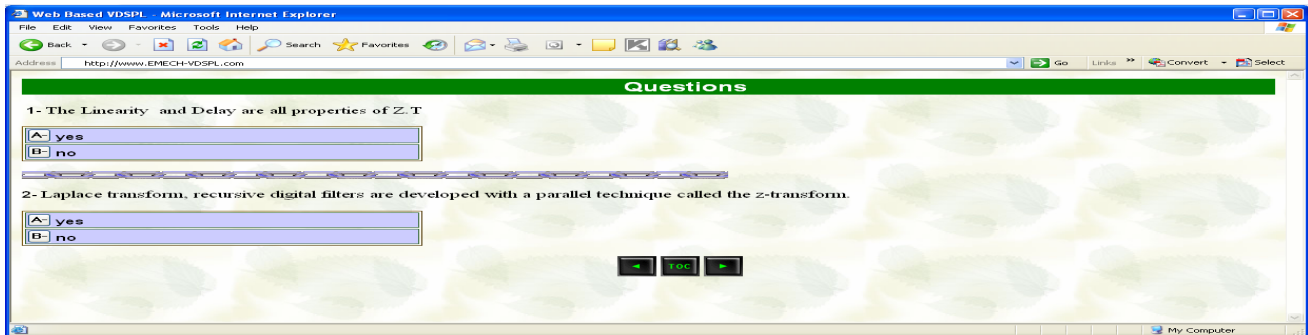 Web Based VDSPL - Microsoft Internet Explorer
File Edit View Favorites Tools Help
Back Search Favorites
Address http://www.EMECH-VDSPL.com Go Links » Convert Select
Questions
1- The Linearity and Delay are all properties of Z.T
A- yes
B- no
2- Laplace transform, recursive digital filters are developed with a parallel technique called the z-transform.
A- yes
B- no
TOC
My Computer